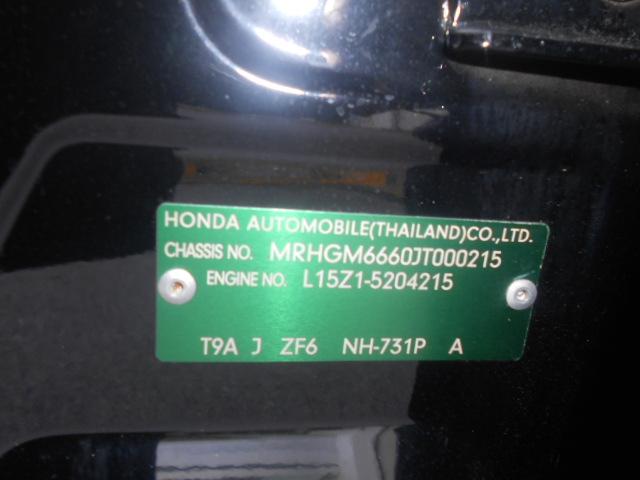 HONDA AUTOMOBILE(THAILAND)CO.,LTD.
CHASSIS NO. MRHGM6660JT000215
ENGINE NO. L15Z1-5204215
T9A J ZF6 NH-731P A